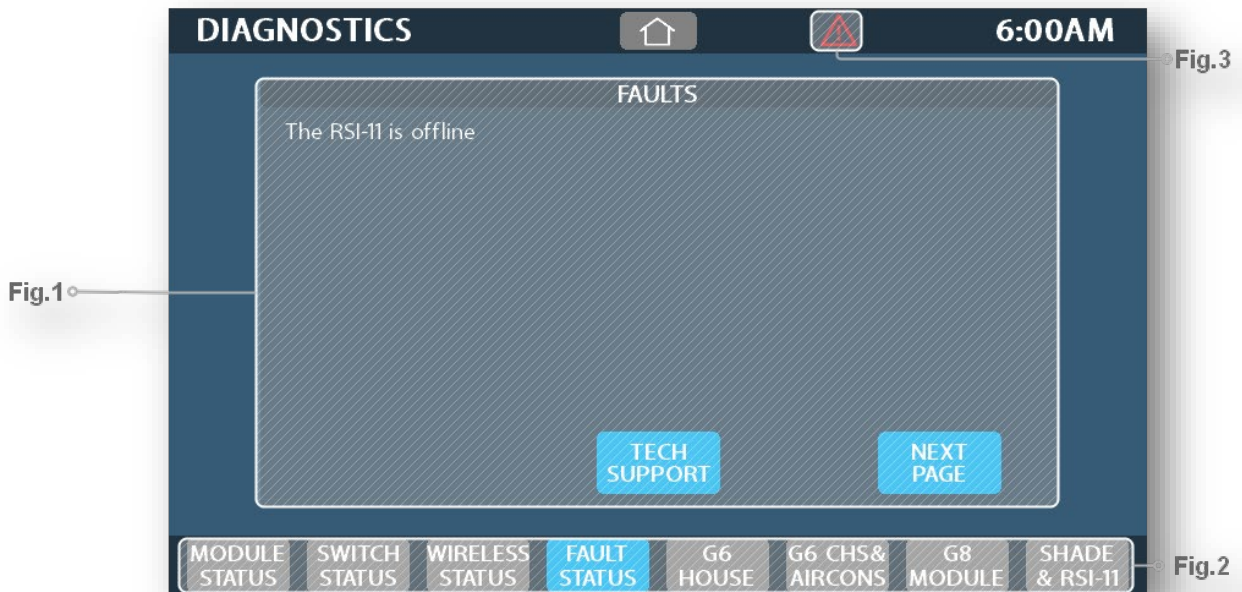 DIAGNOSTICS
6:00AM
Fig.3
FAULTS
The RSI-11 is offline
Fig.1
TECH
SUPPORT
NEXT
PAGE
MODULE
STATUS
SWITCH
STATUS
WIRELESS
STATUS
FAULT
STATUS
G6
HOUSE
G6 CHS&
AIRCONS
G8
MODULE
SHADE
& RSI-11
Fig.2